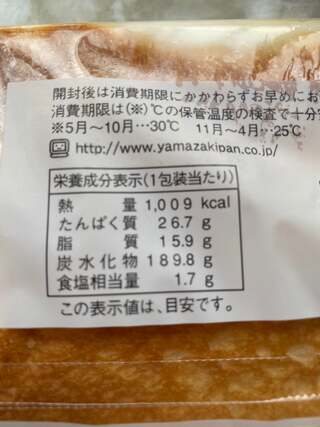 開封後は消費期限にかかわらずお早めにお
消費期限は(※)℃の保管温度の検査で十分
※5月〜10月…30℃ 11月〜4月…25℃
http://www.yamazakipan.co.jp/
栄養成分表示(1包装当たり)
熱量 1,009 kcal
たんぱく質 26.7 g
脂質 15.9 g
炭水化物 189.8 g
食塩相当量 1.7 g
この表示値は、目安です。